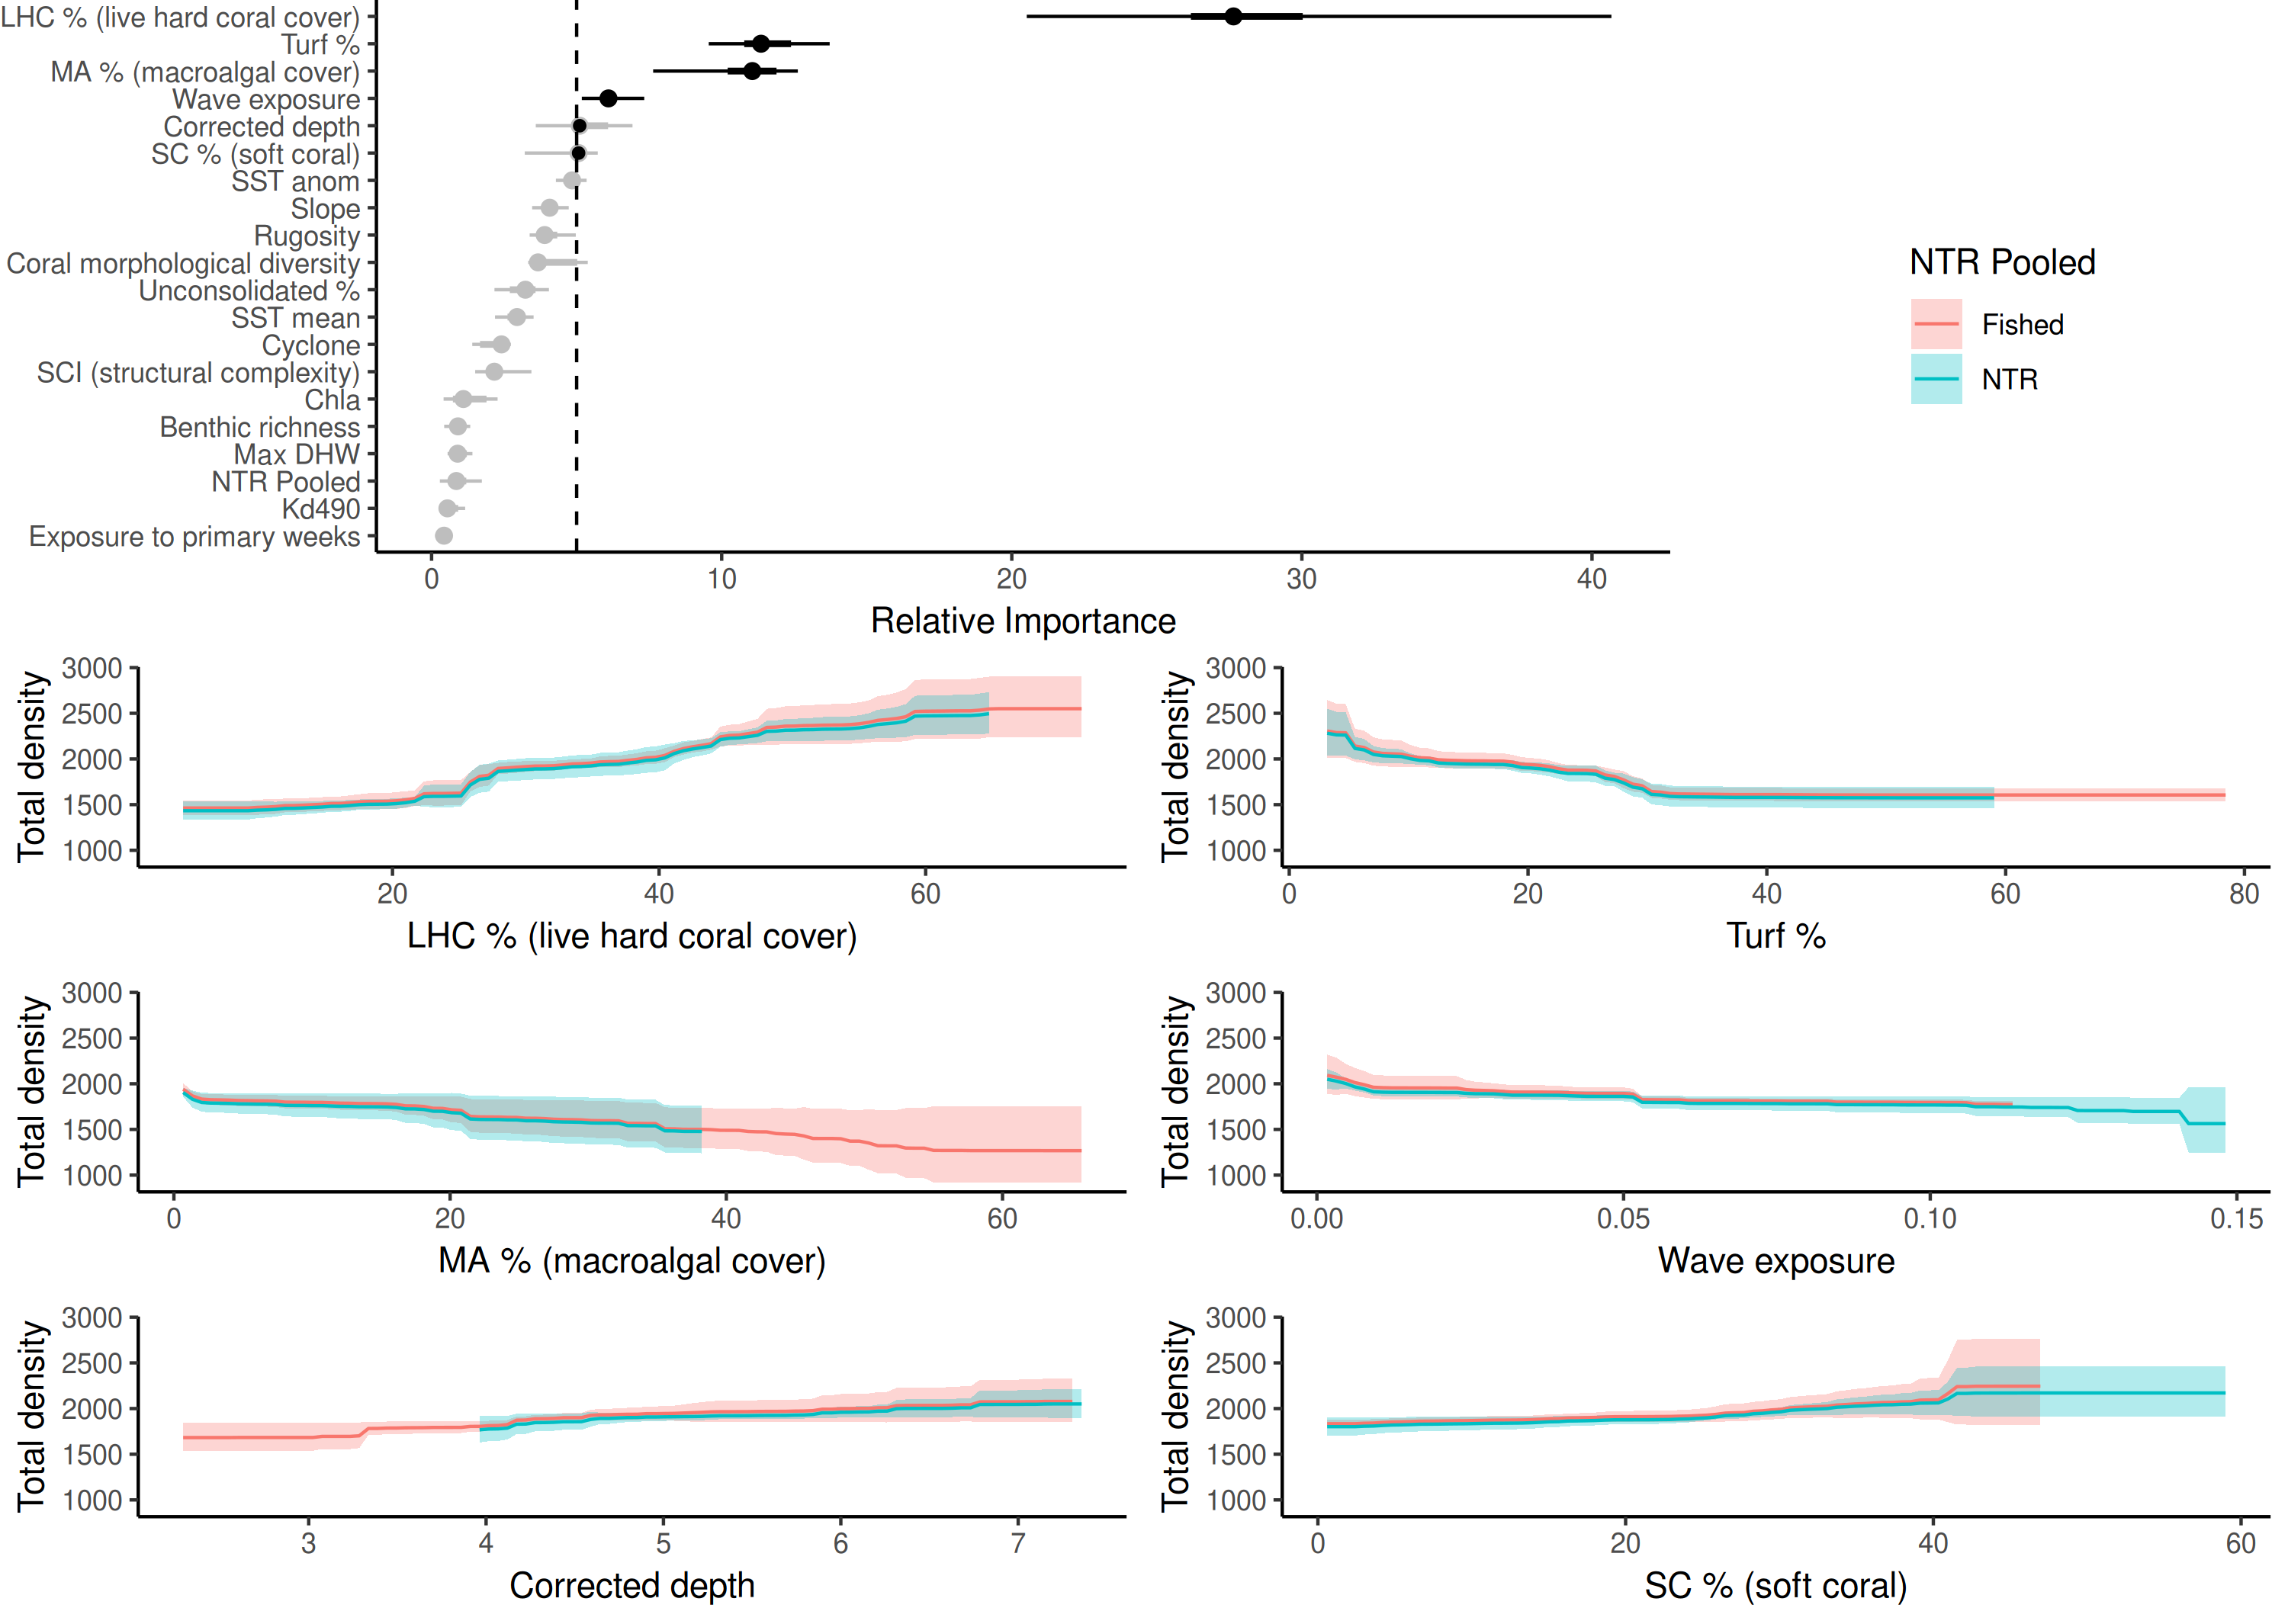 LHC % (live hard coral cover)
Turf %
MA % (macroalgal cover)
Wave exposure
Corrected depth
SC % (soft coral)
SST anom
Slope
Rugosity
Coral morphological diversity
Unconsolidated %
SST mean
Cyclone
SCI (structural complexity)
Chla
Benthic richness
Max DHW
NTR Pooled
Kd490
Exposure to primary weeks
0 10 20 30 40
Relative Importance
NTR Pooled
Fished
NTR
Total density
3000
2500
2000
1500
1000
20 40 60
LHC % (live hard coral cover)
Total density
3000
2500
2000
1500
1000
0 20 40 60 80
Turf %
Total density
3000
2500
2000
1500
1000
0 20 40 60
MA % (macroalgal cover)
Total density
3000
2500
2000
1500
1000
0.00 0.05 0.10 0.15
Wave exposure
Total density
3000
2500
2000
1500
1000
3 4 5 6 7
Corrected depth
Total density
3000
2500
2000
1500
1000
0 20 40 60
SC % (soft coral)